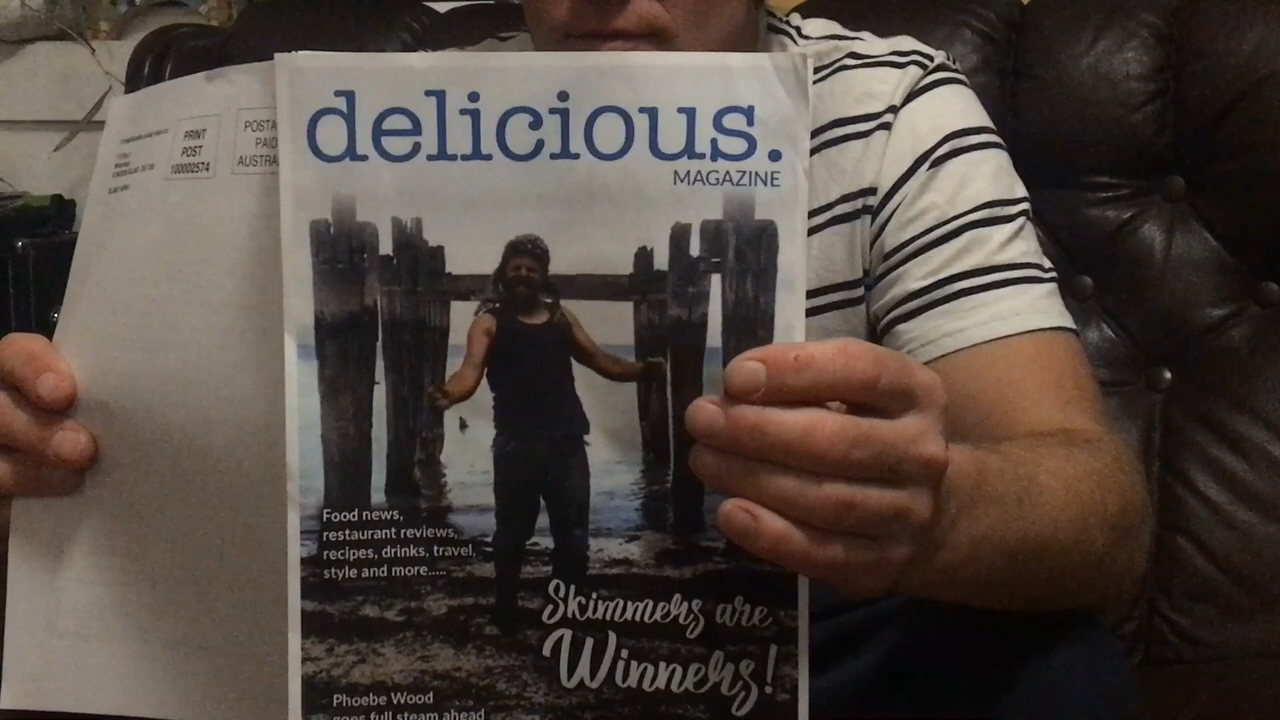 PRINT
POST
100002574
POSTA
PAID
AUSTRA
delicious.
MAGAZINE
Food news,
restaurant reviews,
recipes, drinks, travel,
style and more.....
Skimmers are
Winners!
Phoebe Wood
goes full steam ahead